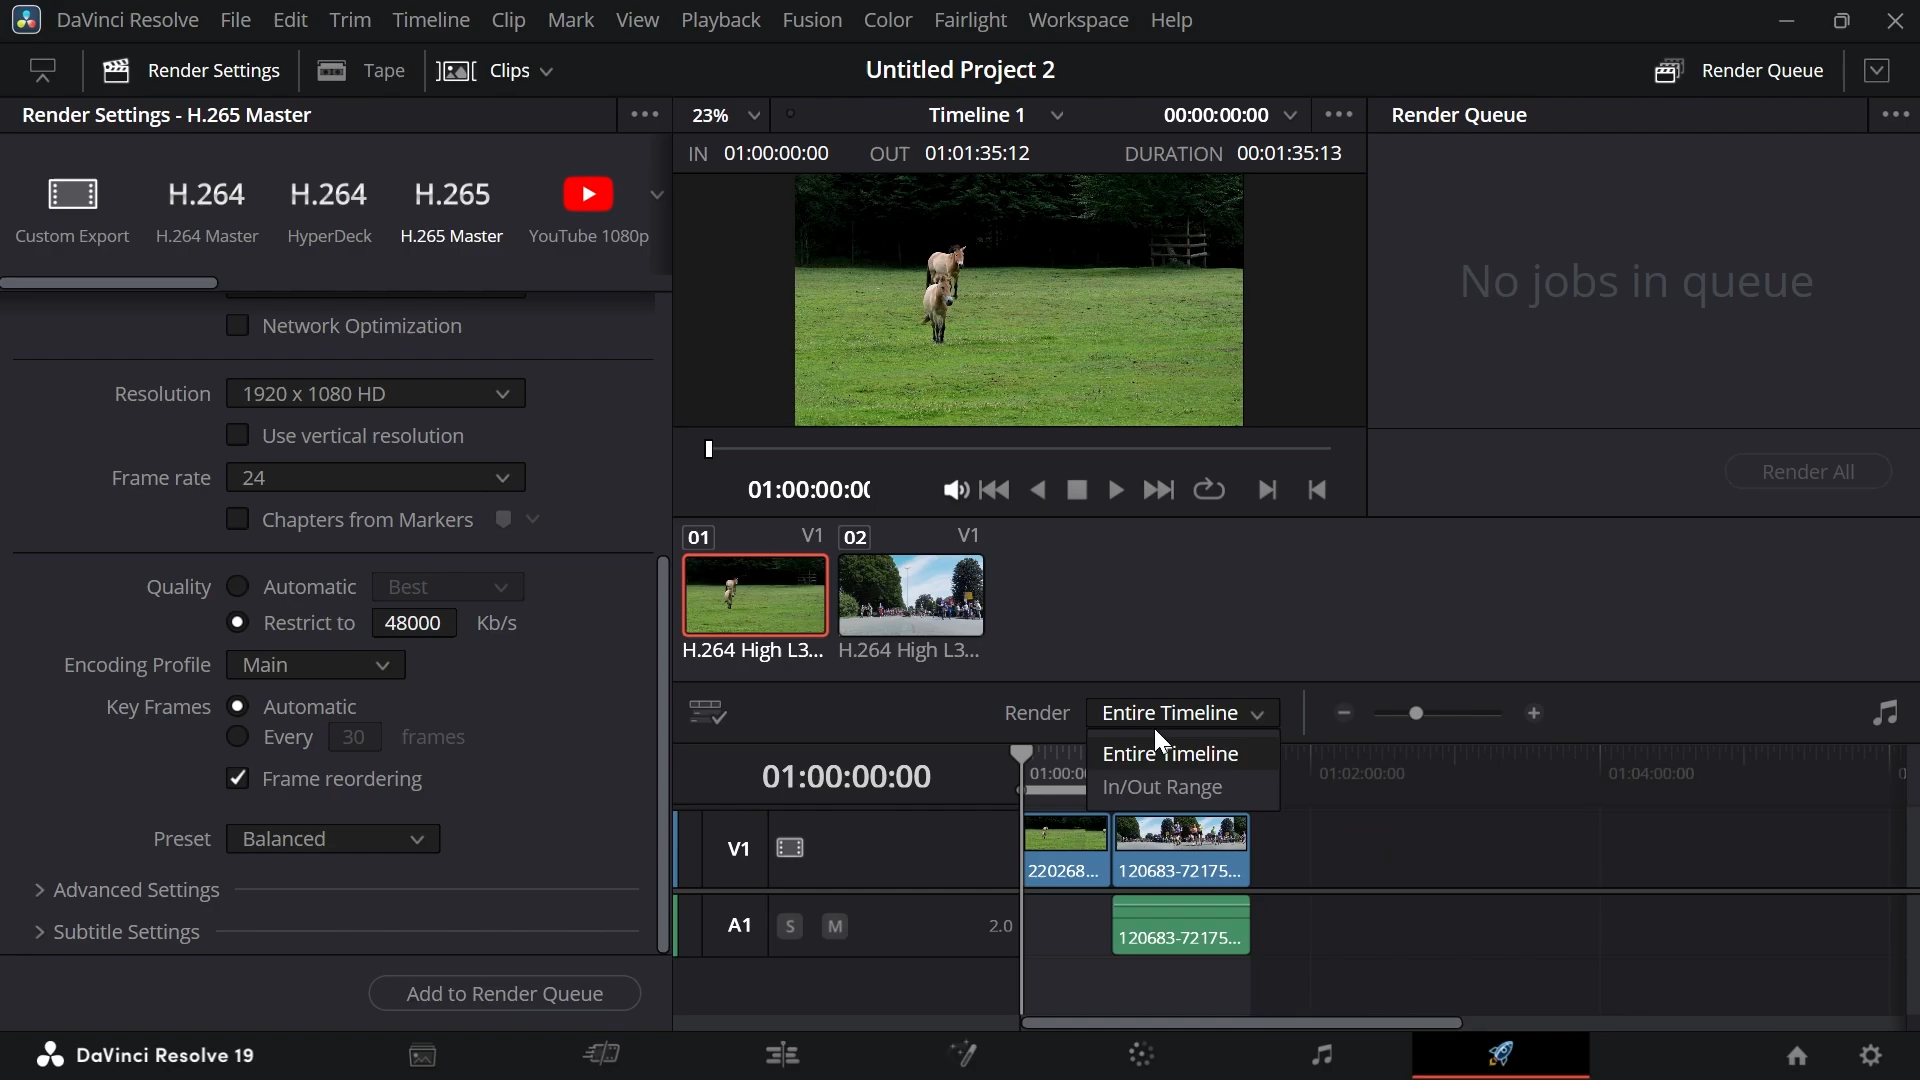 DaVinci Resolve File Edit Trim Timeline Clip Mark View Playback Fusion Color Fairlight Workspace Help
Render Settings Tape Clips Untitled Project 2 Render Queue
Render Settings - H.265 Master
23% Timeline 1 00:00:00:00
Render Queue
IN 01:00:00:00 OUT 01:01:35:12 DURATION 00:01:35:13
H.264 H.264 H.265
Custom Export H.264 Master HyperDeck H.265 Master YouTube 1080p
No jobs in queue
Network Optimization
Resolution 1920 x 1080 HD
Use vertical resolution
Frame rate 24
Chapters from Markers
Quality Automatic Best
Restrict to 48000 Kb/s
Encoding Profile Main
Key Frames Automatic
Every 30 frames
Frame reordering
Preset Balanced
Advanced Settings
Subtitle Settings
Add to Render Queue
Render All
01:00:00:0
01 V1 02 V1
H.264 High L3... H.264 High L3...
Render Entire Timeline
Entire Timeline
In/Out Range
01:00:00:00 01:00:0 01:02:00:00 01:04:00:00
V1
220268... 120683-72175...
A1 S M 2.0
120683-72175...
DaVinci Resolve 19